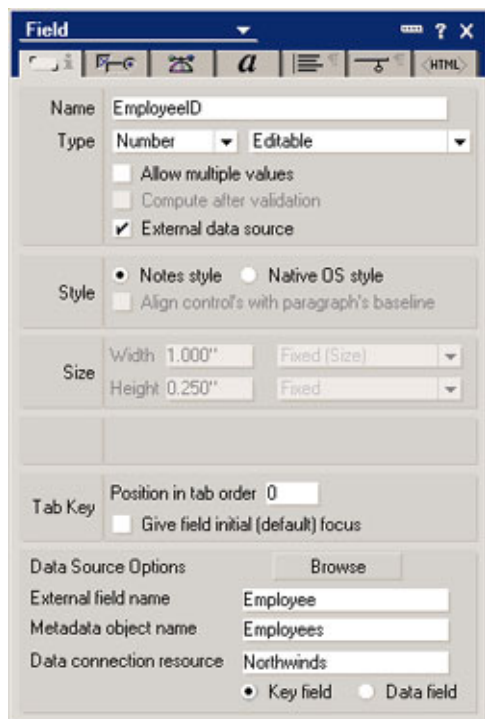 Field ? X
i a <HTML>
Name EmployeeID
Type Number Editable
Allow multiple values
Compute after validation
External data source
Style Notes style Native OS style
Align control's with paragraph's baseline
Size Width 1.000" Fixed (Size)
Height 0.250" Fixed
Tab Key Position in tab order 0
Give field initial (default) focus
Data Source Options Browse
External field name Employee
Metadata object name Employees
Data connection resource Northwinds
Key field Data field